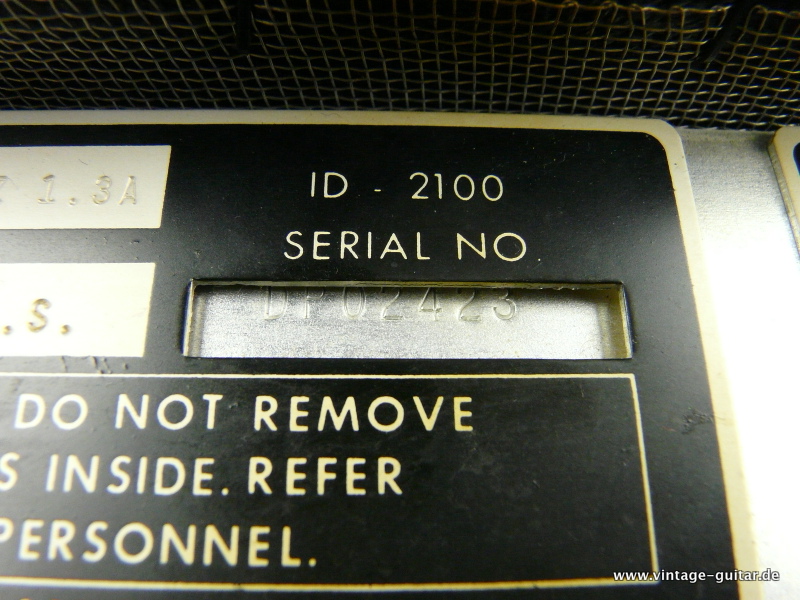 1.3A
ID - 2100
SERIAL NO
DP02423
.S.
DO NOT REMOVE
S INSIDE. REFER
PERSONNEL.
www.vintage-guitar.de